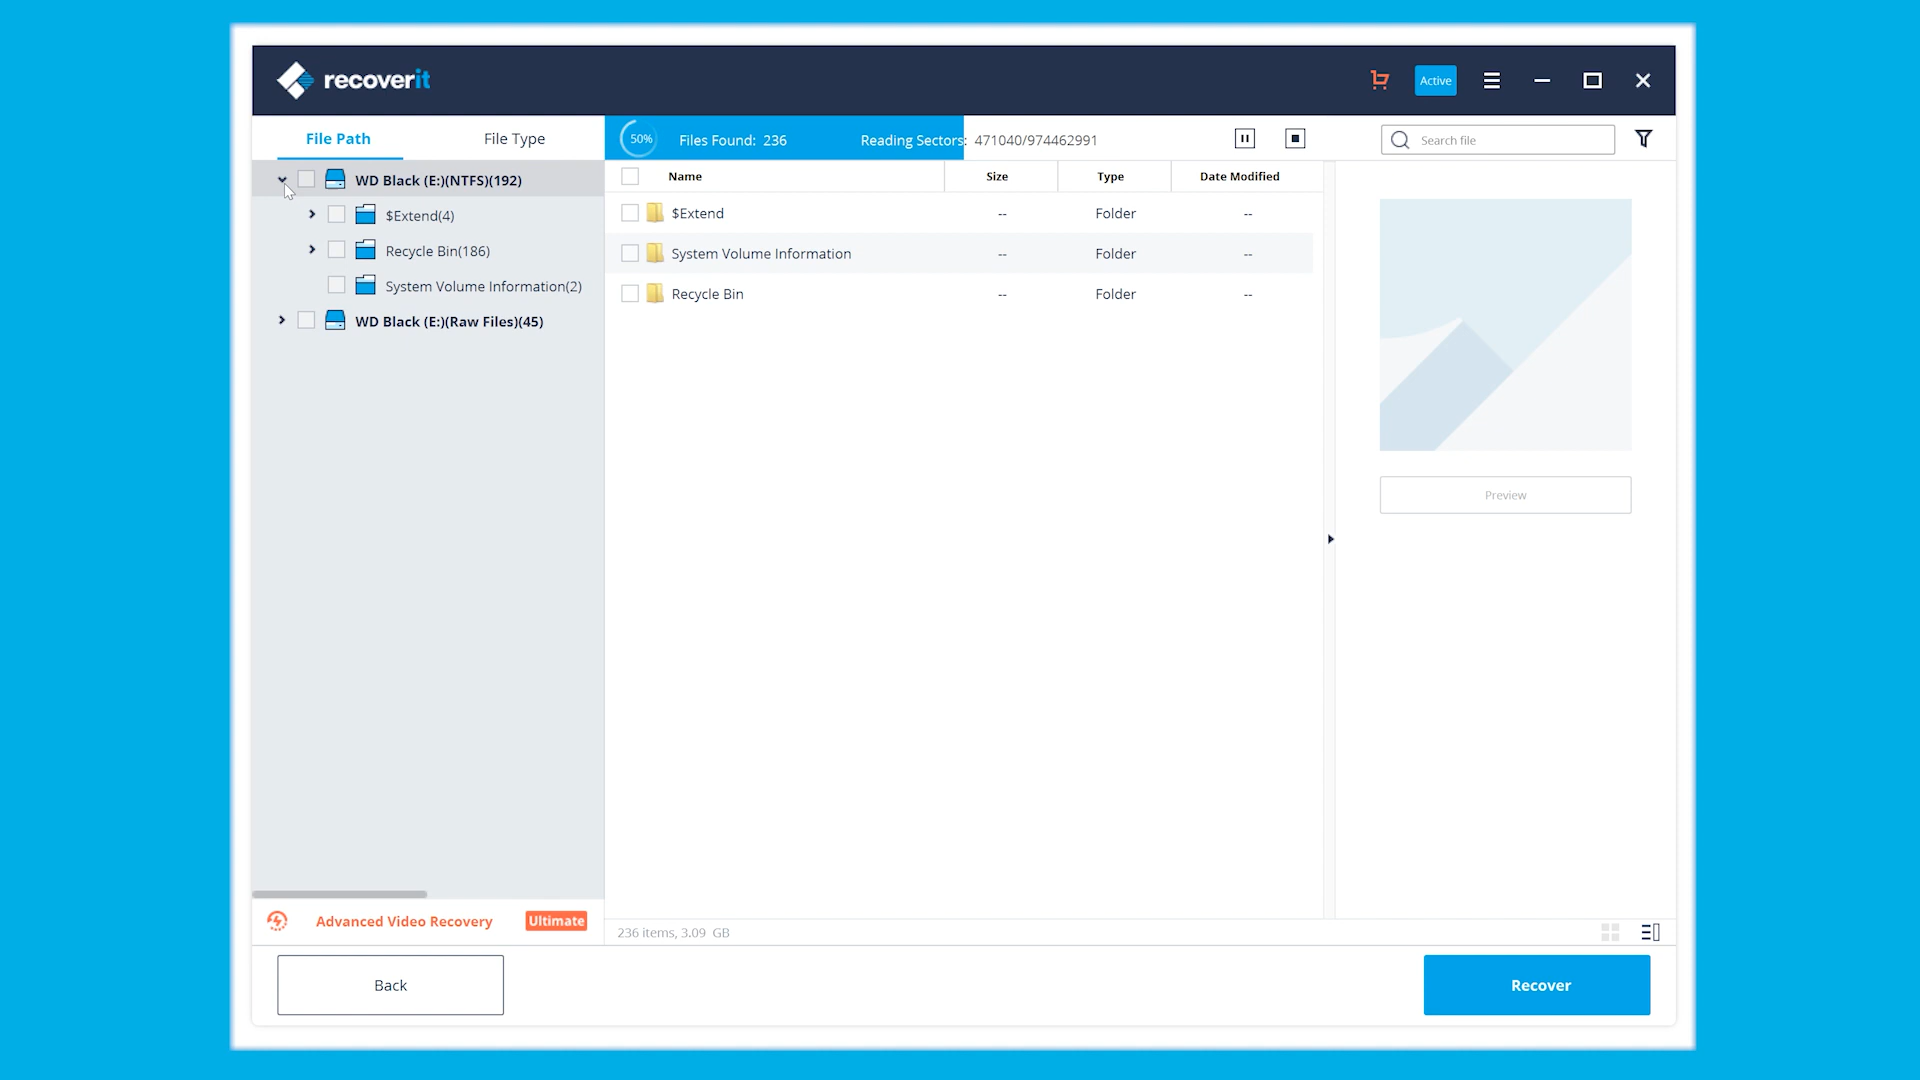 recoverit
Active
File Path
File Type
50%
Files Found: 236
Reading Sectors: 471040/974462991
Search file
WD Black (E:)(NTFS)(192)
$Extend(4)
Recycle Bin(186)
System Volume Information(2)
WD Black (E:)(Raw Files)(45)
Name
Size
Type
Date Modified
$Extend
--
Folder
--
System Volume Information
--
Folder
--
Recycle Bin
--
Folder
--
Preview
Advanced Video Recovery
Ultimate
236 items, 3.09 GB
Back
Recover